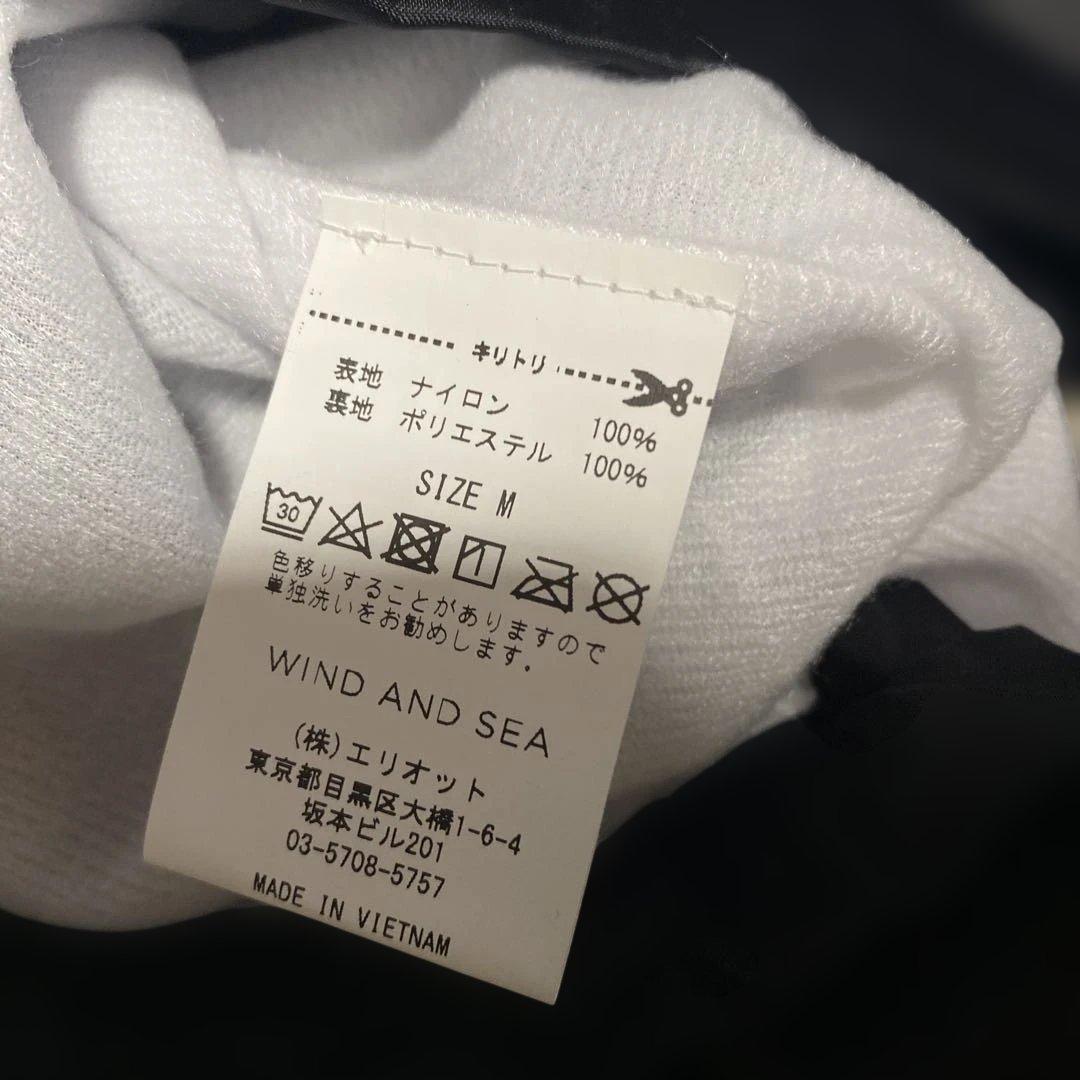 キリトリ
表地 ナイロン 100%
裏地 ポリエステル 100%
SIZE M
30
色移りすることがありますので
単独洗いをお勧めします。
WIND AND SEA
(株)エリオット
東京都目黒区大橋1-6-4
坂本ビル201
03-5708-5757
MADE IN VIETNAM